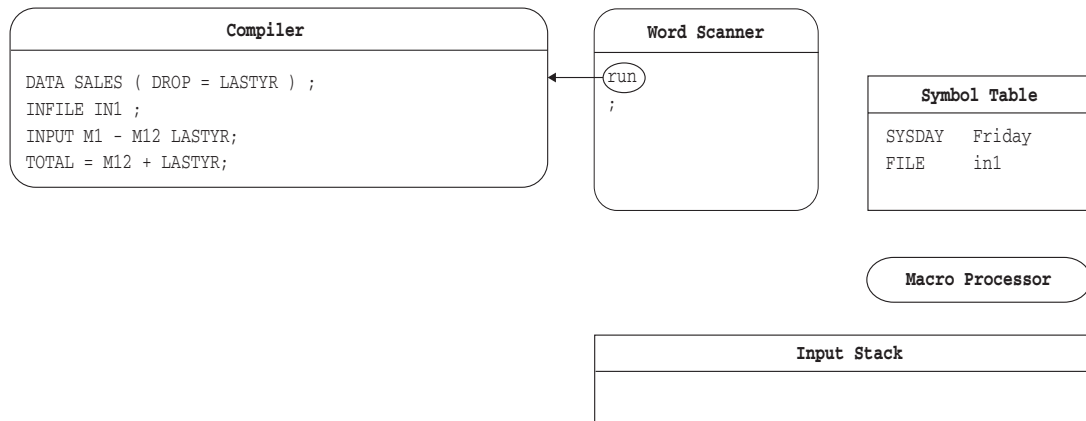 Compiler
DATA SALES ( DROP = LASTYR ) ;
INFILE IN1 ;
INPUT M1 - M12 LASTYR;
TOTAL = M12 + LASTYR;
Word Scanner
run
;
Symbol Table
SYSDAY Friday
FILE in1
Macro Processor
Input Stack